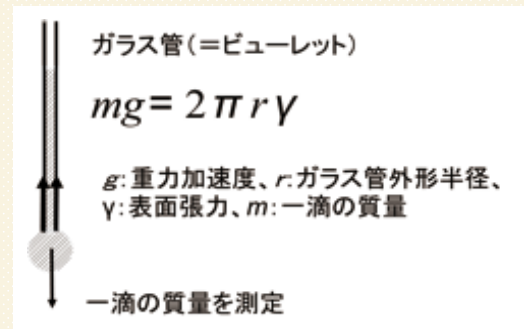 ガラス管(＝ビューレット)
mg = 2πrγ
g:重力加速度、r:ガラス管外形半径、
γ:表面張力、m:一滴の質量
一滴の質量を測定